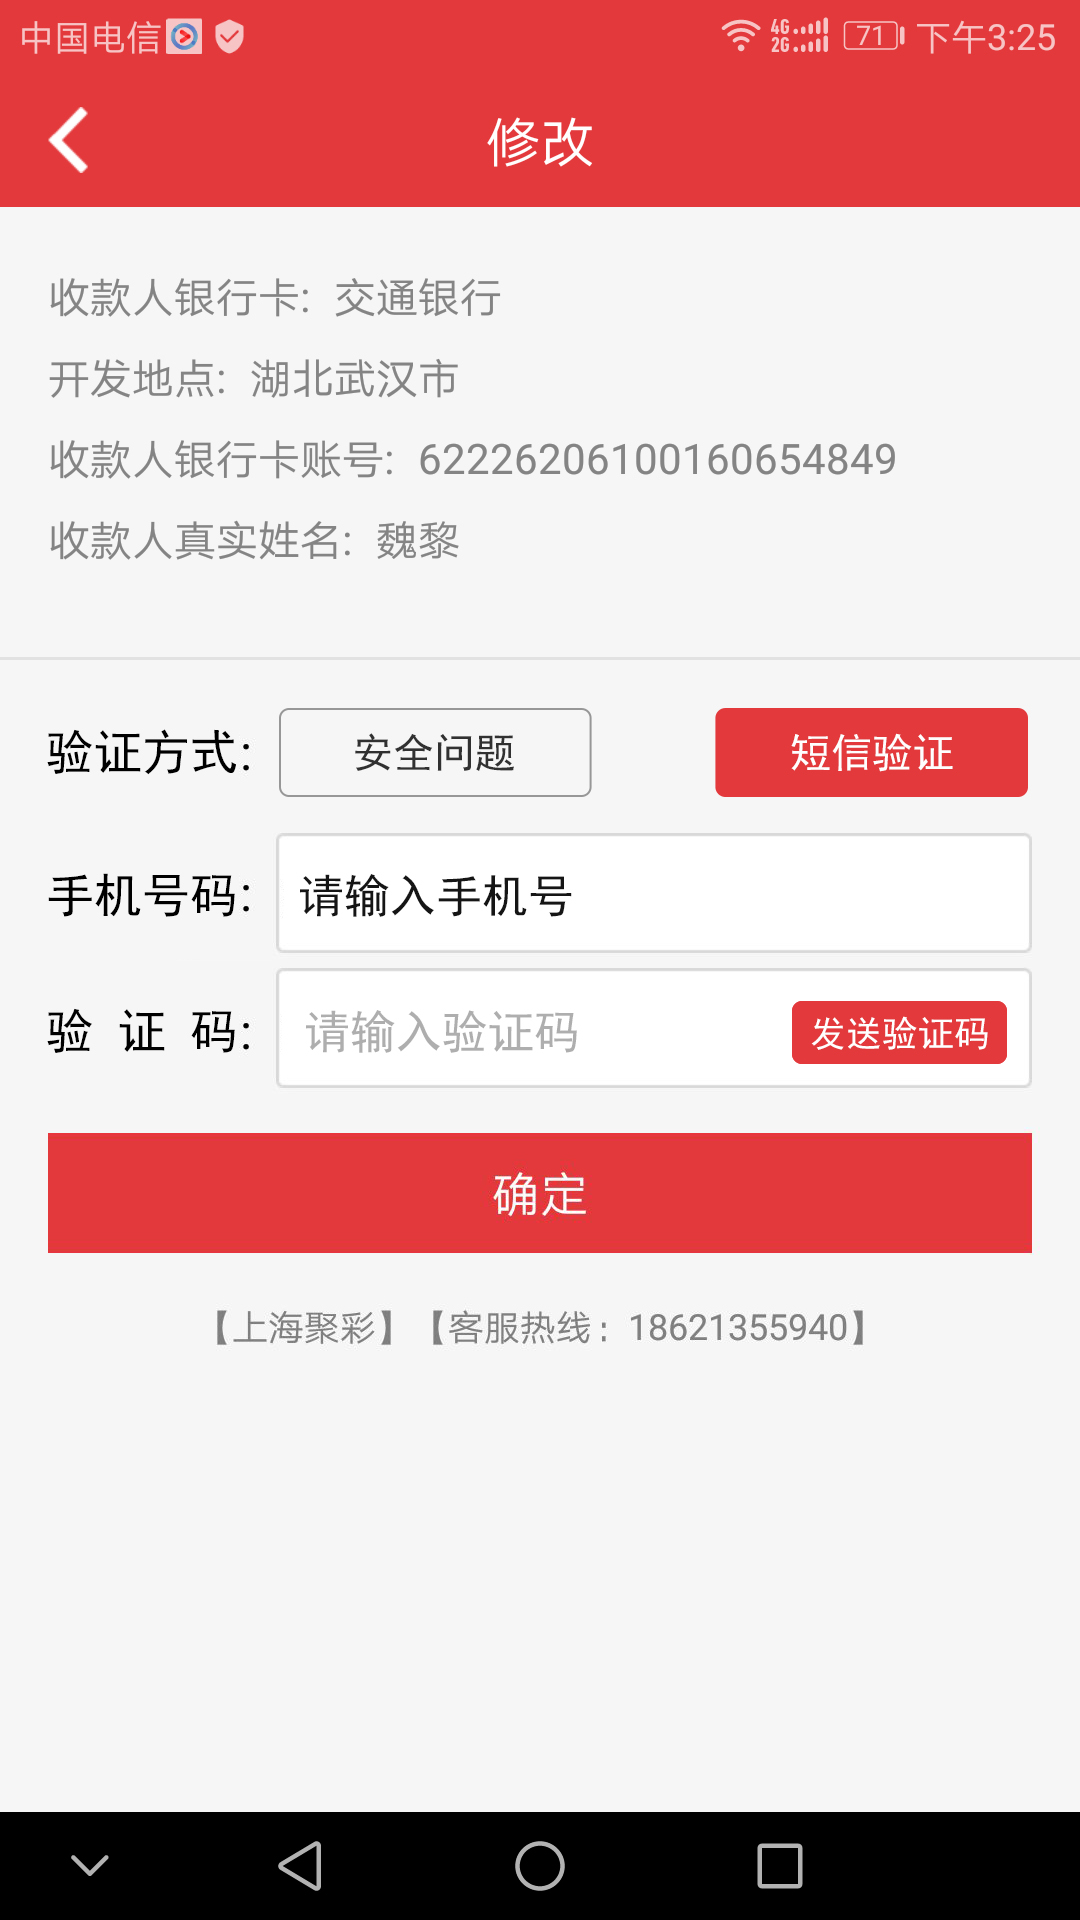 中国电信 4G 2G 71 下午3:25
修改
收款人银行卡: 交通银行
开发地点: 湖北武汉市
收款人银行卡账号: 62226206100160654849
收款人真实姓名: 魏黎
验证方式: 安全问题 短信验证
手机号码: 请输入手机号
验 证 码: 请输入验证码 发送验证码
确定
【上海聚彩】【客服热线: 18621355940】